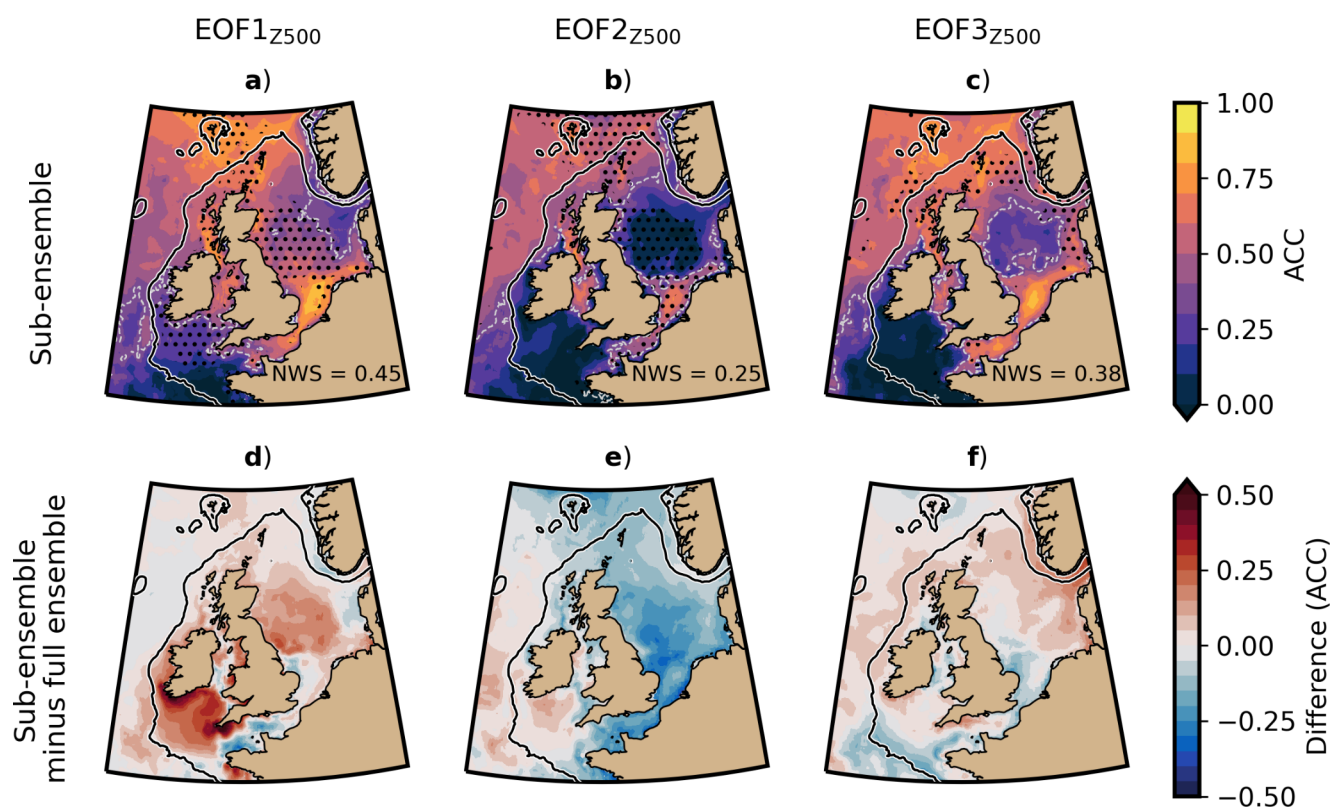 EOF1Z500 EOF2Z500 EOF3Z500
a) b) c)
Sub-ensemble
NWS = 0.45 NWS = 0.25 NWS = 0.38
1.00
0.75
0.50
0.25
0.00
ACC
d) e) f)
Sub-ensemble
minus full ensemble
0.50
0.25
0.00
−0.25
−0.50
Difference (ACC)